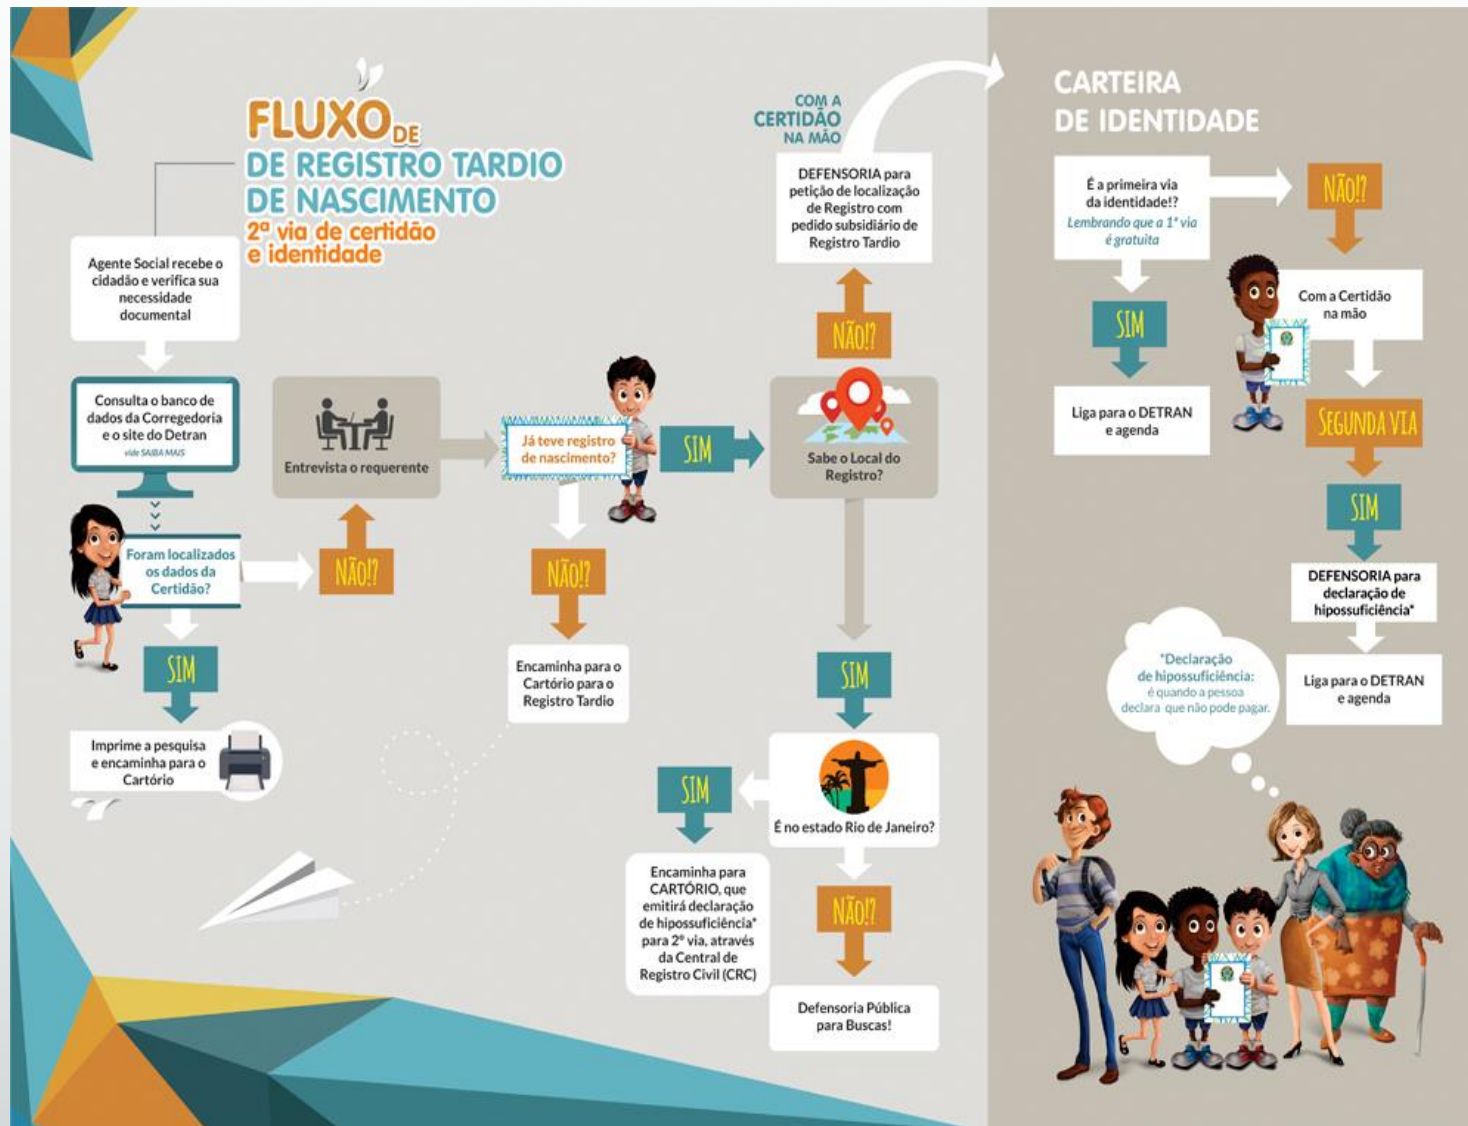 FLUXO DE
DE REGISTRO TARDIO
DE NASCIMENTO
2ª via de certidão
e identidade
Agente Social recebe o
cidadão e verifica sua
necessidade
documental
Consulta o banco de
dados da Corregedoria
e o site do Detran
vide SAIBA MAIS
Foram localizados
os dados da
Certidão?
SIM
Imprime a pesquisa
e encaminha para o
Cartório
NÃO!?
Entrevista o requerente
Já teve registro
de nascimento?
NÃO!?
Encaminha para o
Cartório para o
Registro Tardio
SIM
Sabe o Local do
Registro?
NÃO!?
DEFENSORIA para
petição de localização
de Registro com
pedido subsidiário de
Registro Tardio
COM A
CERTIDÃO
NA MÃO
SIM
É no estado Rio de Janeiro?
SIM
Encaminha para
CARTÓRIO, que
emitirá declaração
de hipossuficiência*
para 2º via, através
da Central de
Registro Civil (CRC)
NÃO!?
Defensoria Pública
para Buscas!
CARTEIRA
DE IDENTIDADE
É a primeira via
da identidade!?
Lembrando que a 1ª via
é gratuita
SIM
Liga para o DETRAN
e agenda
NÃO!?
Com a Certidão
na mão
SEGUNDA VIA
SIM
DEFENSORIA para
declaração de
hipossuficiência*
Liga para o DETRAN
e agenda
*Declaração
de hipossuficiência:
é quando a pessoa
declara que não pode pagar.